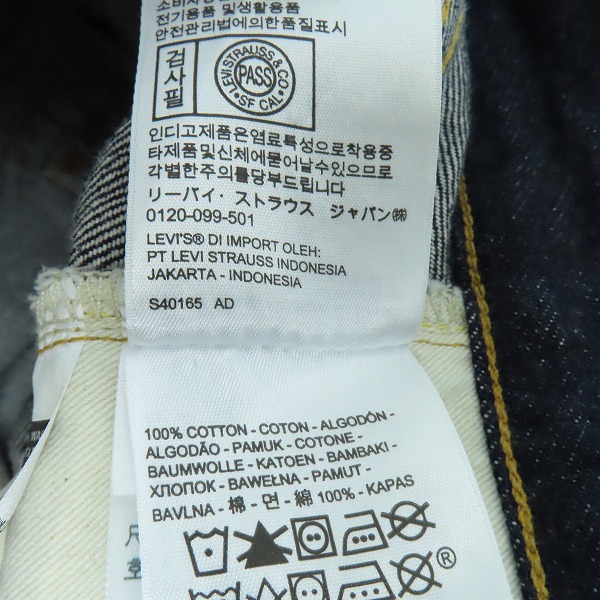 소비자상담
전기용품 및생활용품
안전관리법에의한품질표시
검사필
LEVI STRAUSS & CO
PASS
SF CAL
인디고제품은염료특성으로착용중
타제품및신체에묻어날수있으므로
각별한주의를당부드립니다
リーバイ・ストラウス ジャパン㈱
0120-099-501
LEVI'S® DI IMPORT OLEH:
PT LEVI STRAUSS INDONESIA
JAKARTA - INDONESIA
S40165 AD
100% COTTON - COTON - ALGODÓN -
ALGODÃO - PAMUK - COTONE -
BAUMWOLLE - KATOEN - BAMBAKI -
ХЛОПОК - BAWEŁNA - PAMUT -
BAVLNA - 棉 - 면 - 綿 100% - KAPAS
®